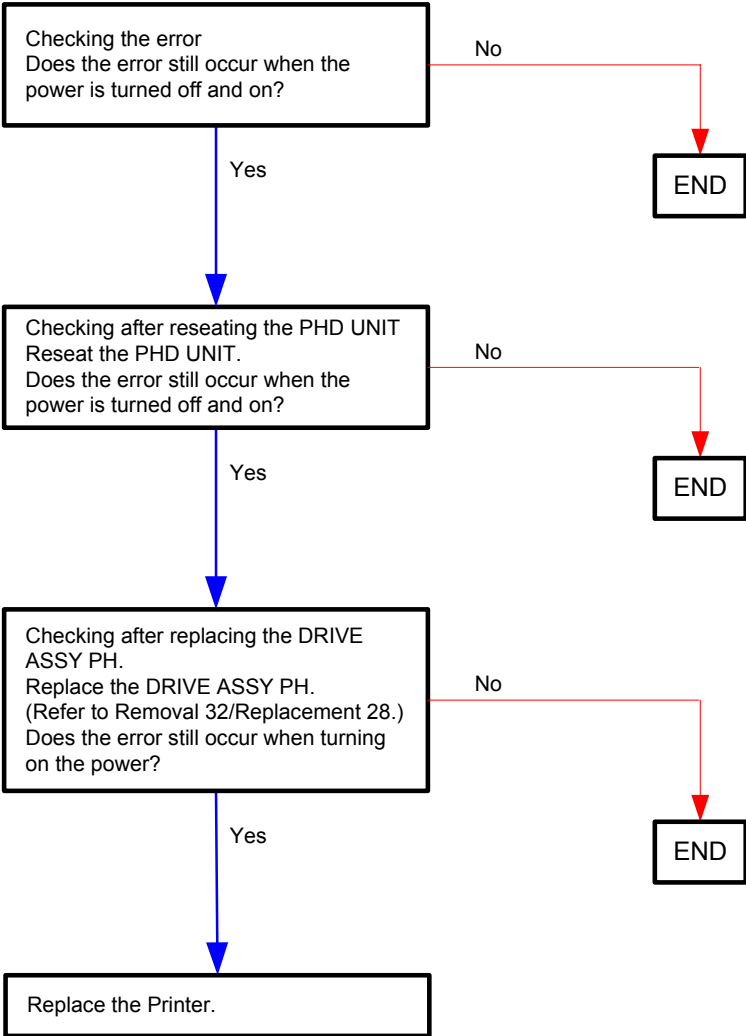 Checking the error
Does the error still occur when the
power is turned off and on?
No
END
Yes
Checking after reseating the PHD UNIT
Reseat the PHD UNIT.
Does the error still occur when the
power is turned off and on?
No
END
Yes
Checking after replacing the DRIVE
ASSY PH.
Replace the DRIVE ASSY PH.
(Refer to Removal 32/Replacement 28.)
Does the error still occur when turning
on the power?
No
END
Yes
Replace the Printer.